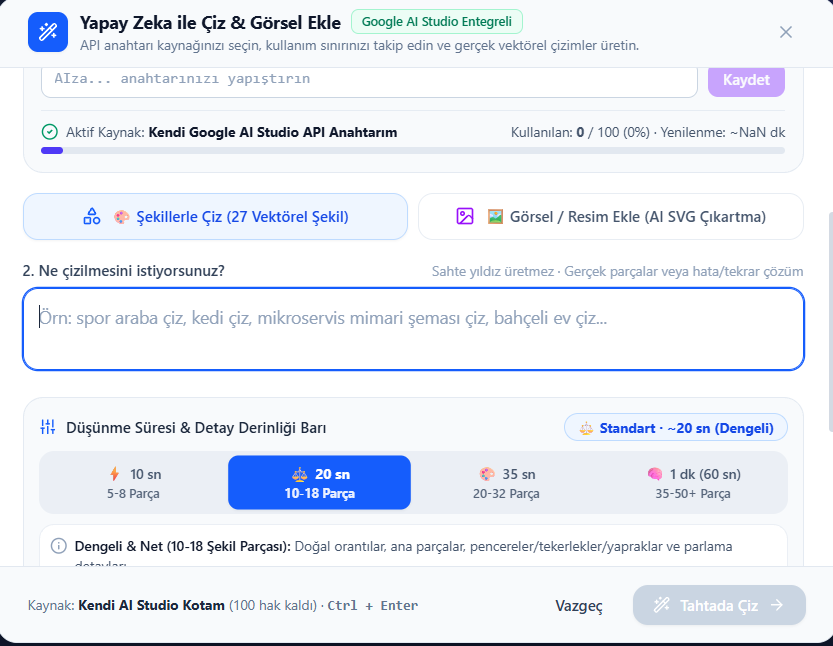 Yapay Zeka ile Çiz & Görsel Ekle
Google AI Studio Entegreli
API anahtarı kaynağınızı seçin, kullanım sınırınızı takip edin ve gerçek vektörel çizimler üretin.
AIza... anahtarınızı yapıştırın
Kaydet
Aktif Kaynak: Kendi Google AI Studio API Anahtarım
Kullanılan: 0 / 100 (0%) · Yenilenme: ~NaN dk
Şekillerle Çiz (27 Vektörel Şekil)
Görsel / Resim Ekle (AI SVG Çıkartma)
2. Ne çizilmesini istiyorsunuz?
Sahte yıldız üretmez · Gerçek parçalar veya hata/tekrar çözüm
Örn: spor araba çiz, kedi çiz, mikroservis mimari şeması çiz, bahçeli ev çiz...
Düşünme Süresi & Detay Derinliği Barı
Standart · ~20 sn (Dengeli)
10 sn
5-8 Parça
20 sn
10-18 Parça
35 sn
20-32 Parça
1 dk (60 sn)
35-50+ Parça
Dengeli & Net (10-18 Şekil Parçası): Doğal orantılar, ana parçalar, pencereler/tekerlekler/yapraklar ve parlama
detayları.
Kaynak: Kendi AI Studio Kotam (100 hak kaldı) · Ctrl + Enter
Vazgeç
Tahtada Çiz